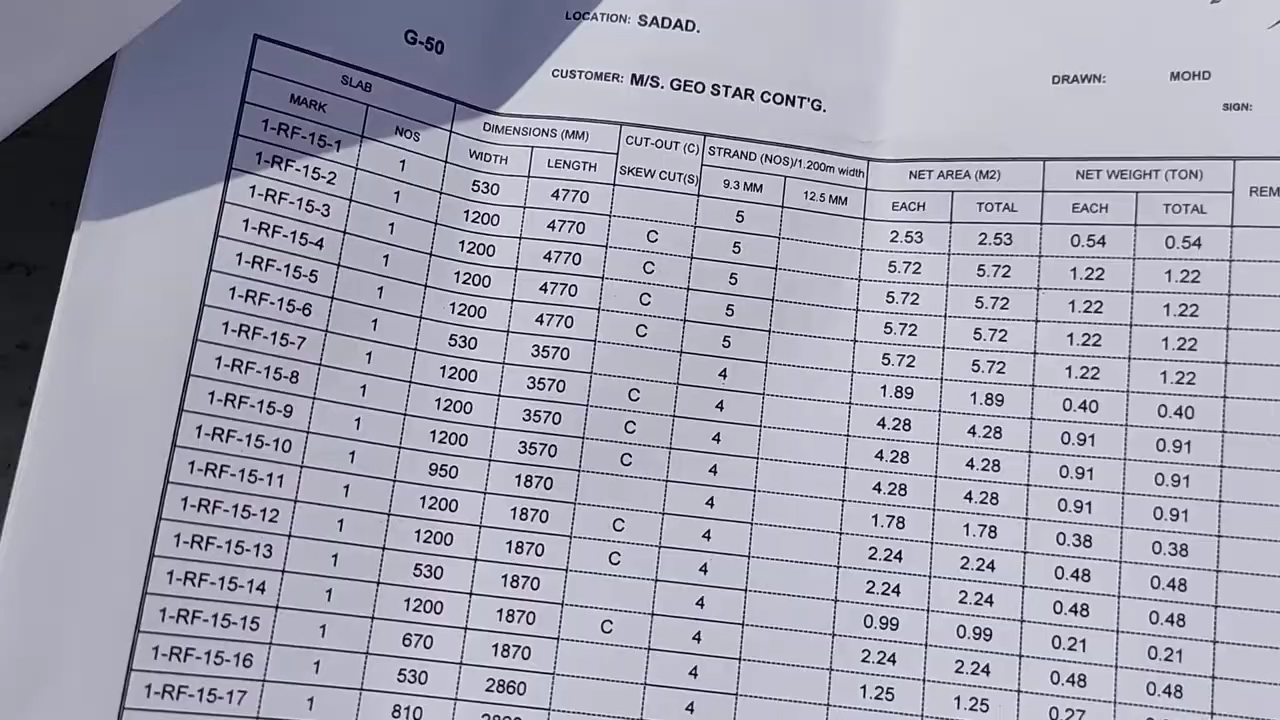 LOCATION: SADAD.
G-50
CUSTOMER: M/S. GEO STAR CONT'G.
DRAWN: MOHD
SIGN:
SLAB DIMENSIONS (MM) CUT-OUT (C) STRAND (NOS)/1.200m width NET AREA (M2) NET WEIGHT (TON)
MARK NOS WIDTH LENGTH SKEW CUT(S) 9.3 MM 12.5 MM EACH TOTAL EACH TOTAL REM
1-RF-15-1 1 530 4770 5 2.53 2.53 0.54 0.54
1-RF-15-2 1 1200 4770 C 5 5.72 5.72 1.22 1.22
1-RF-15-3 1 1200 4770 C 5 5.72 5.72 1.22 1.22
1-RF-15-4 1 1200 4770 C 5 5.72 5.72 1.22 1.22
1-RF-15-5 1 1200 4770 C 5 5.72 5.72 1.22 1.22
1-RF-15-6 1 530 3570 4 1.89 1.89 0.40 0.40
1-RF-15-7 1 1200 3570 C 4 4.28 4.28 0.91 0.91
1-RF-15-8 1 1200 3570 C 4 4.28 4.28 0.91 0.91
1-RF-15-9 1 1200 3570 C 4 4.28 4.28 0.91 0.91
1-RF-15-10 1 950 1870 4 1.78 1.78 0.38 0.38
1-RF-15-11 1 1200 1870 C 4 2.24 2.24 0.48 0.48
1-RF-15-12 1 1200 1870 C 4 2.24 2.24 0.48 0.48
1-RF-15-13 1 530 1870 4 0.99 0.99 0.21 0.21
1-RF-15-14 1 1200 1870 C 4 2.24 2.24 0.48 0.48
1-RF-15-15 1 670 1870 4 1.25 1.25 0.27
1-RF-15-16 1 530 2860 4
1-RF-15-17 1 810